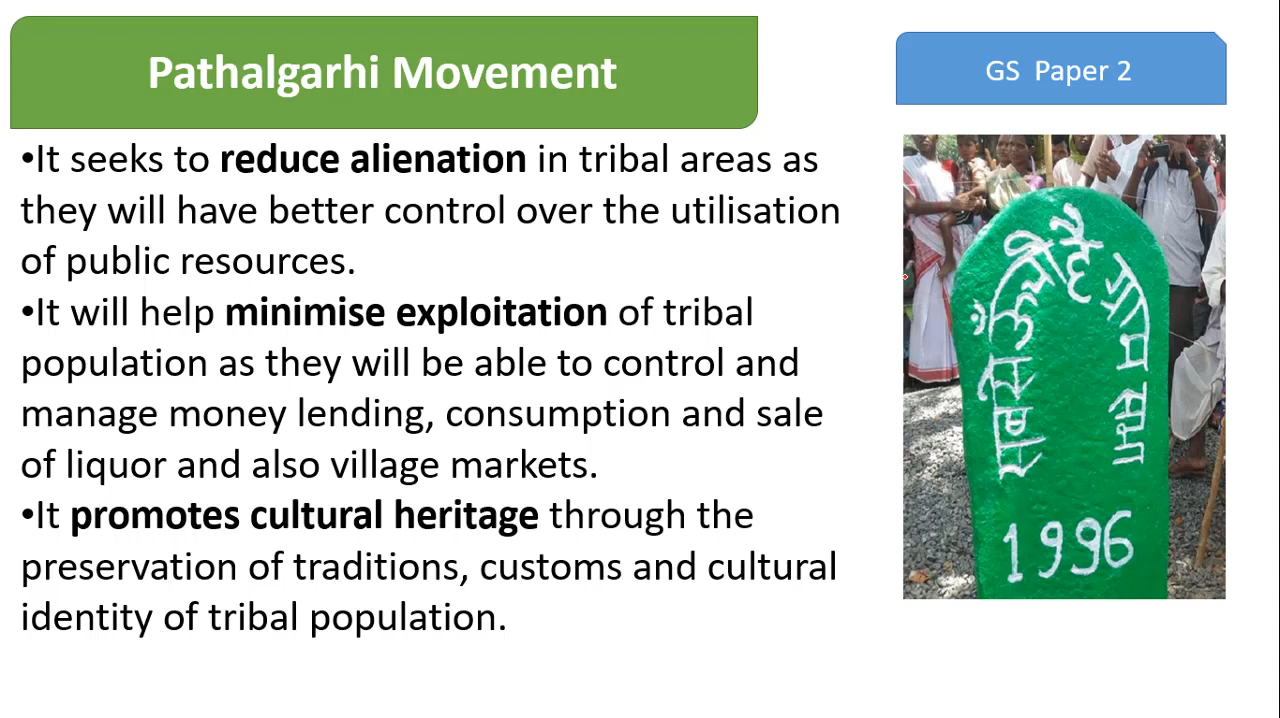 Pathalgarhi Movement
GS Paper 2
•It seeks to reduce alienation in tribal areas as
they will have better control over the utilisation
of public resources.
•It will help minimise exploitation of tribal
population as they will be able to control and
manage money lending, consumption and sale
of liquor and also village markets.
•It promotes cultural heritage through the
preservation of traditions, customs and cultural
identity of tribal population.
सबसे ऊँची है ग्राम सभा
1996